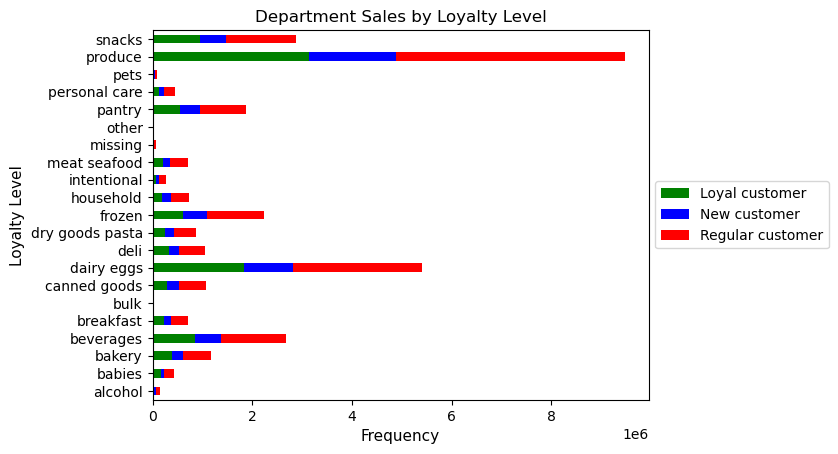 Department Sales by Loyalty Level
Loyalty Level
snacks
produce
pets
personal care
pantry
other
missing
meat seafood
intentional
household
frozen
dry goods pasta
deli
dairy eggs
canned goods
bulk
breakfast
beverages
bakery
babies
alcohol
Loyal customer
New customer
Regular customer
0 2 4 6 8
1e6
Frequency